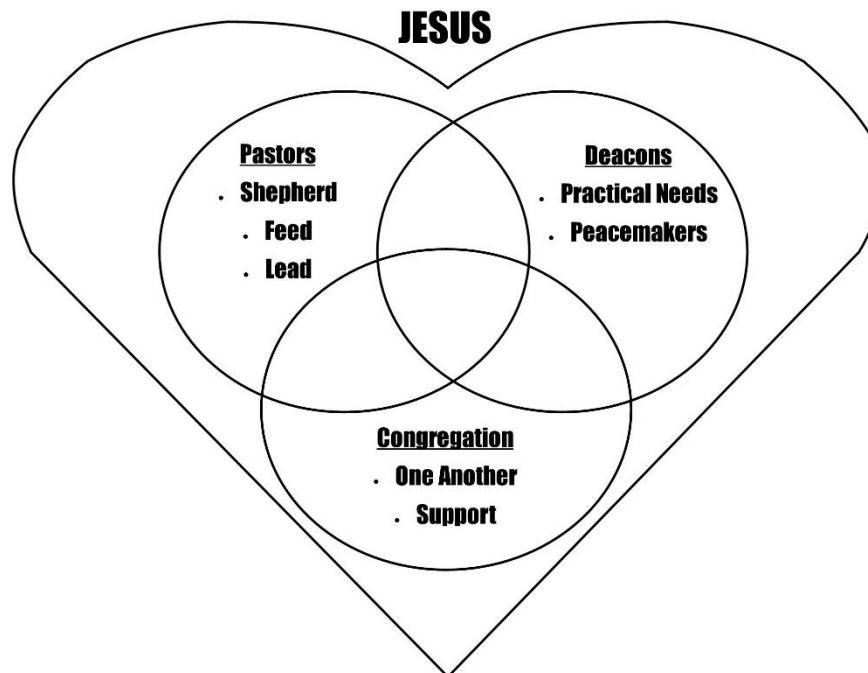 JESUS
Pastors
. Shepherd
. Feed
. Lead
Deacons
. Practical Needs
. Peacemakers
Congregation
. One Another
. Support